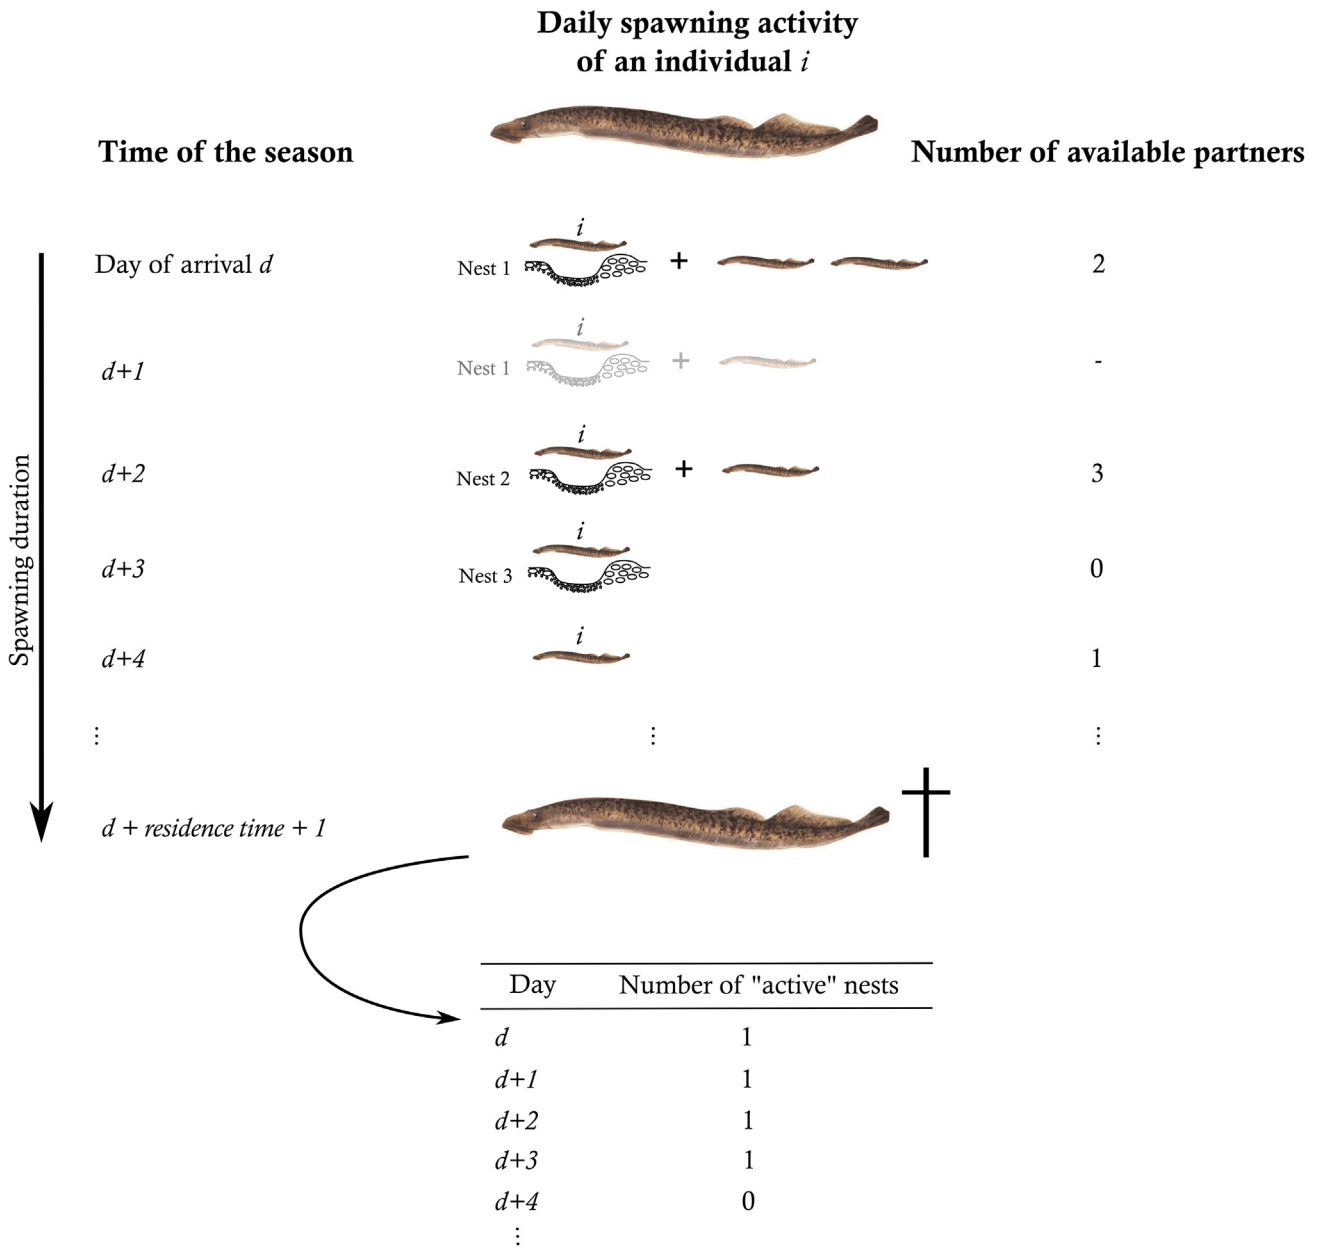 Daily spawning activity
of an individual i
Time of the season
Number of available partners
Spawning duration
i
Day of arrival d
Nest 1
+
2
i
d+1
Nest 1
+
-
i
d+2
Nest 2
+
3
i
d+3
Nest 3
0
i
d+4
1
⋮ ⋮ ⋮
d + residence time + 1
Day Number of "active" nests
d 1
d+1 1
d+2 1
d+3 1
d+4 0
⋮